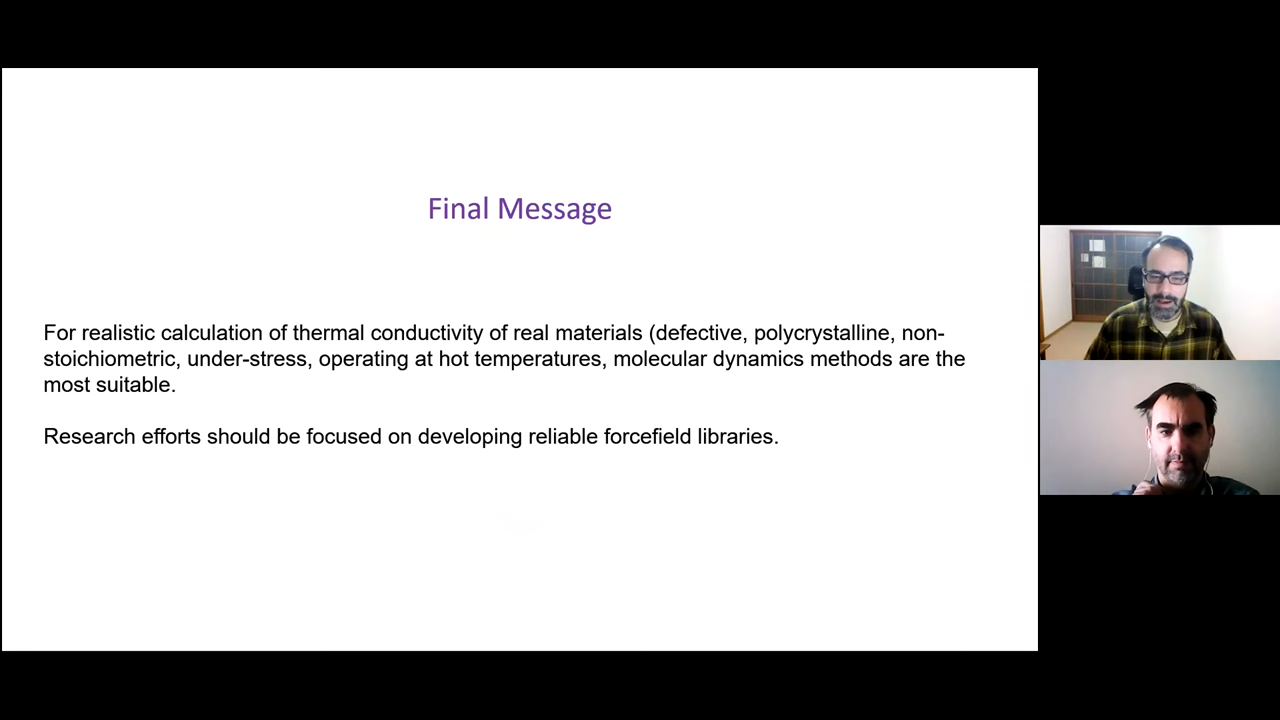 Final Message
For realistic calculation of thermal conductivity of real materials (defective, polycrystalline, non-
stoichiometric, under-stress, operating at hot temperatures, molecular dynamics methods are the
most suitable.
Research efforts should be focused on developing reliable forcefield libraries.